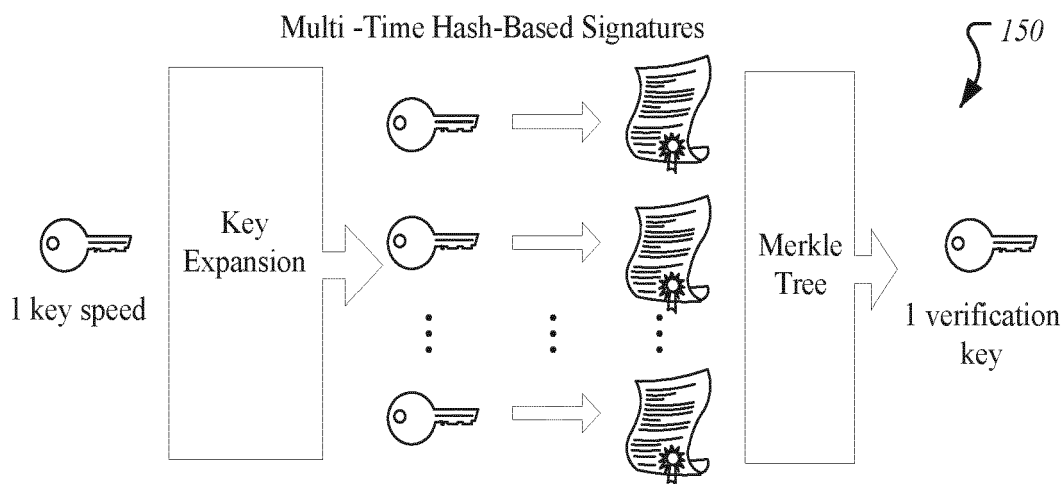 Multi -Time Hash-Based Signatures
150
1 key speed
Key
Expansion
Merkle
Tree
1 verification
key